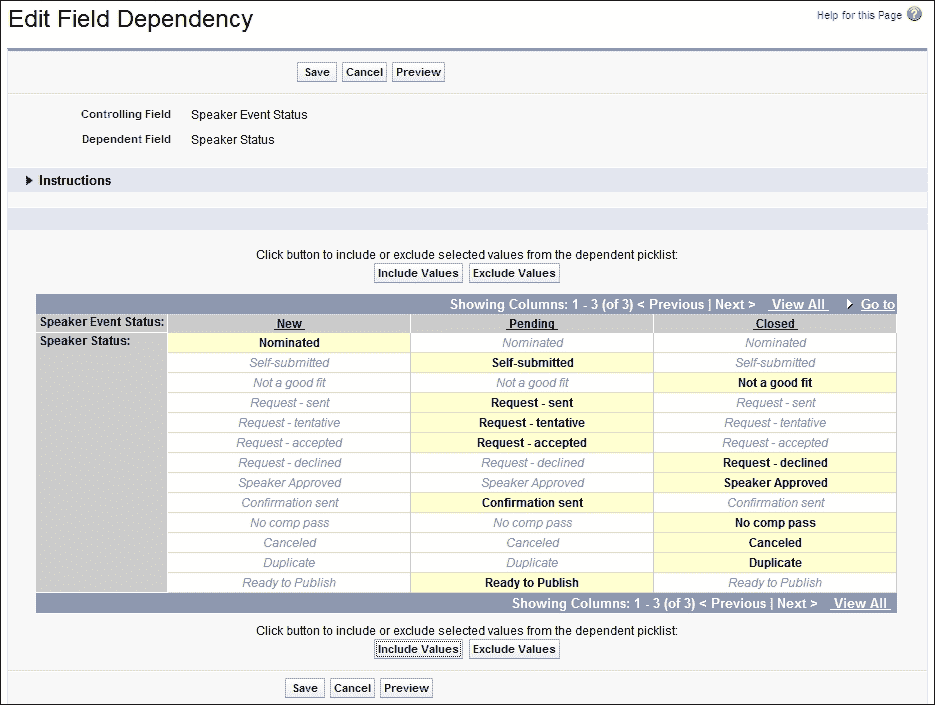 Edit Field Dependency
Help for this Page ?
Save Cancel Preview
Controlling Field Speaker Event Status
Dependent Field Speaker Status
Instructions
Click button to include or exclude selected values from the dependent picklist:
Include Values Exclude Values
Showing Columns: 1 - 3 (of 3) < Previous | Next > View All Go to
Speaker Event Status: New Pending Closed
Speaker Status: Nominated Nominated Nominated
Self-submitted Self-submitted Self-submitted
Not a good fit Not a good fit Not a good fit
Request - sent Request - sent Request - sent
Request - tentative Request - tentative Request - tentative
Request - accepted Request - accepted Request - accepted
Request - declined Request - declined Request - declined
Speaker Approved Speaker Approved Speaker Approved
Confirmation sent Confirmation sent Confirmation sent
No comp pass No comp pass No comp pass
Canceled Canceled Canceled
Duplicate Duplicate Duplicate
Ready to Publish Ready to Publish Ready to Publish
Showing Columns: 1 - 3 (of 3) < Previous | Next > View All
Click button to include or exclude selected values from the dependent picklist:
Include Values Exclude Values
Save Cancel Preview